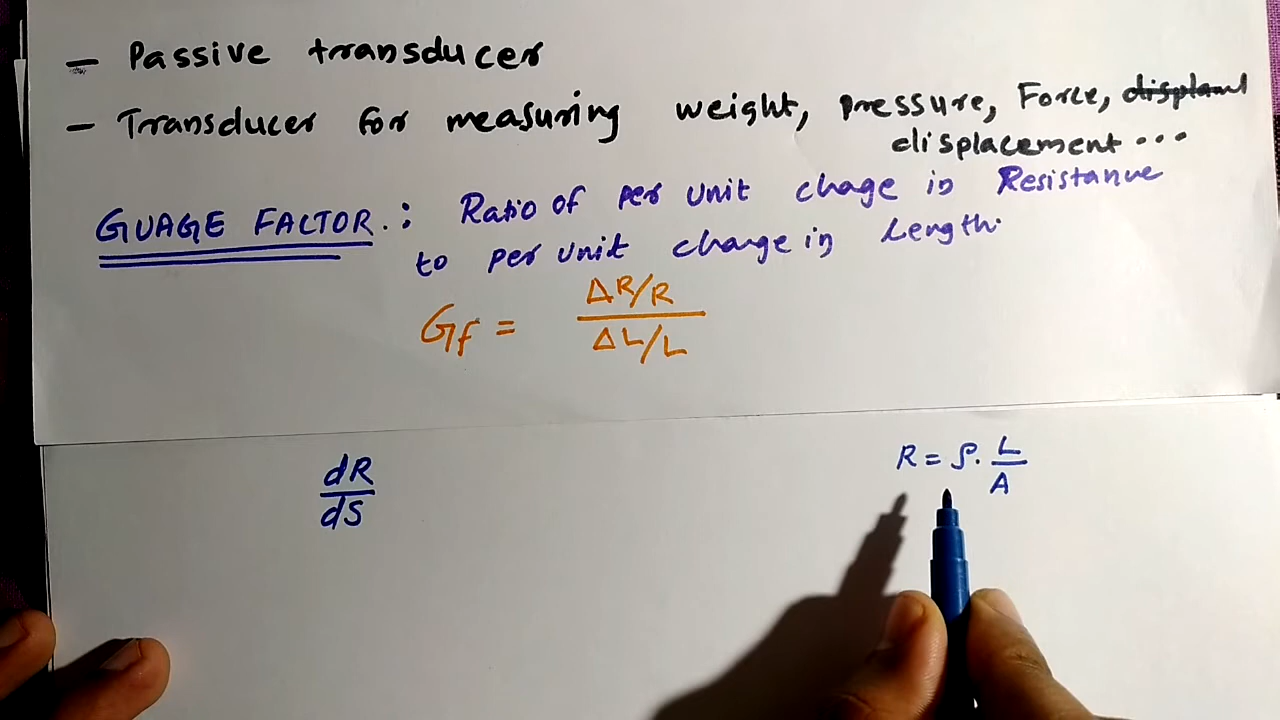 - Passive transducer
- Transducer for measuring weight, pressure, Force, displam
displacement...
GUAGE FACTOR.: Ratio of per unit chage in Resistance
to per unit change in Length.
Gf = ΔR/R
ΔL/L
dR
dS
R = ρ. L
A